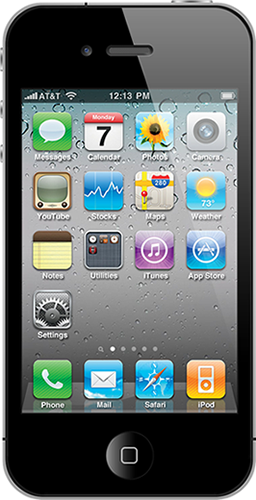 AT&T 12:13 PM
Monday
7
280
73°
Messages Calendar Photos Camera
YouTube Stocks Maps Weather
Notes Utilities iTunes App Store
Settings
Phone Mail Safari iPod